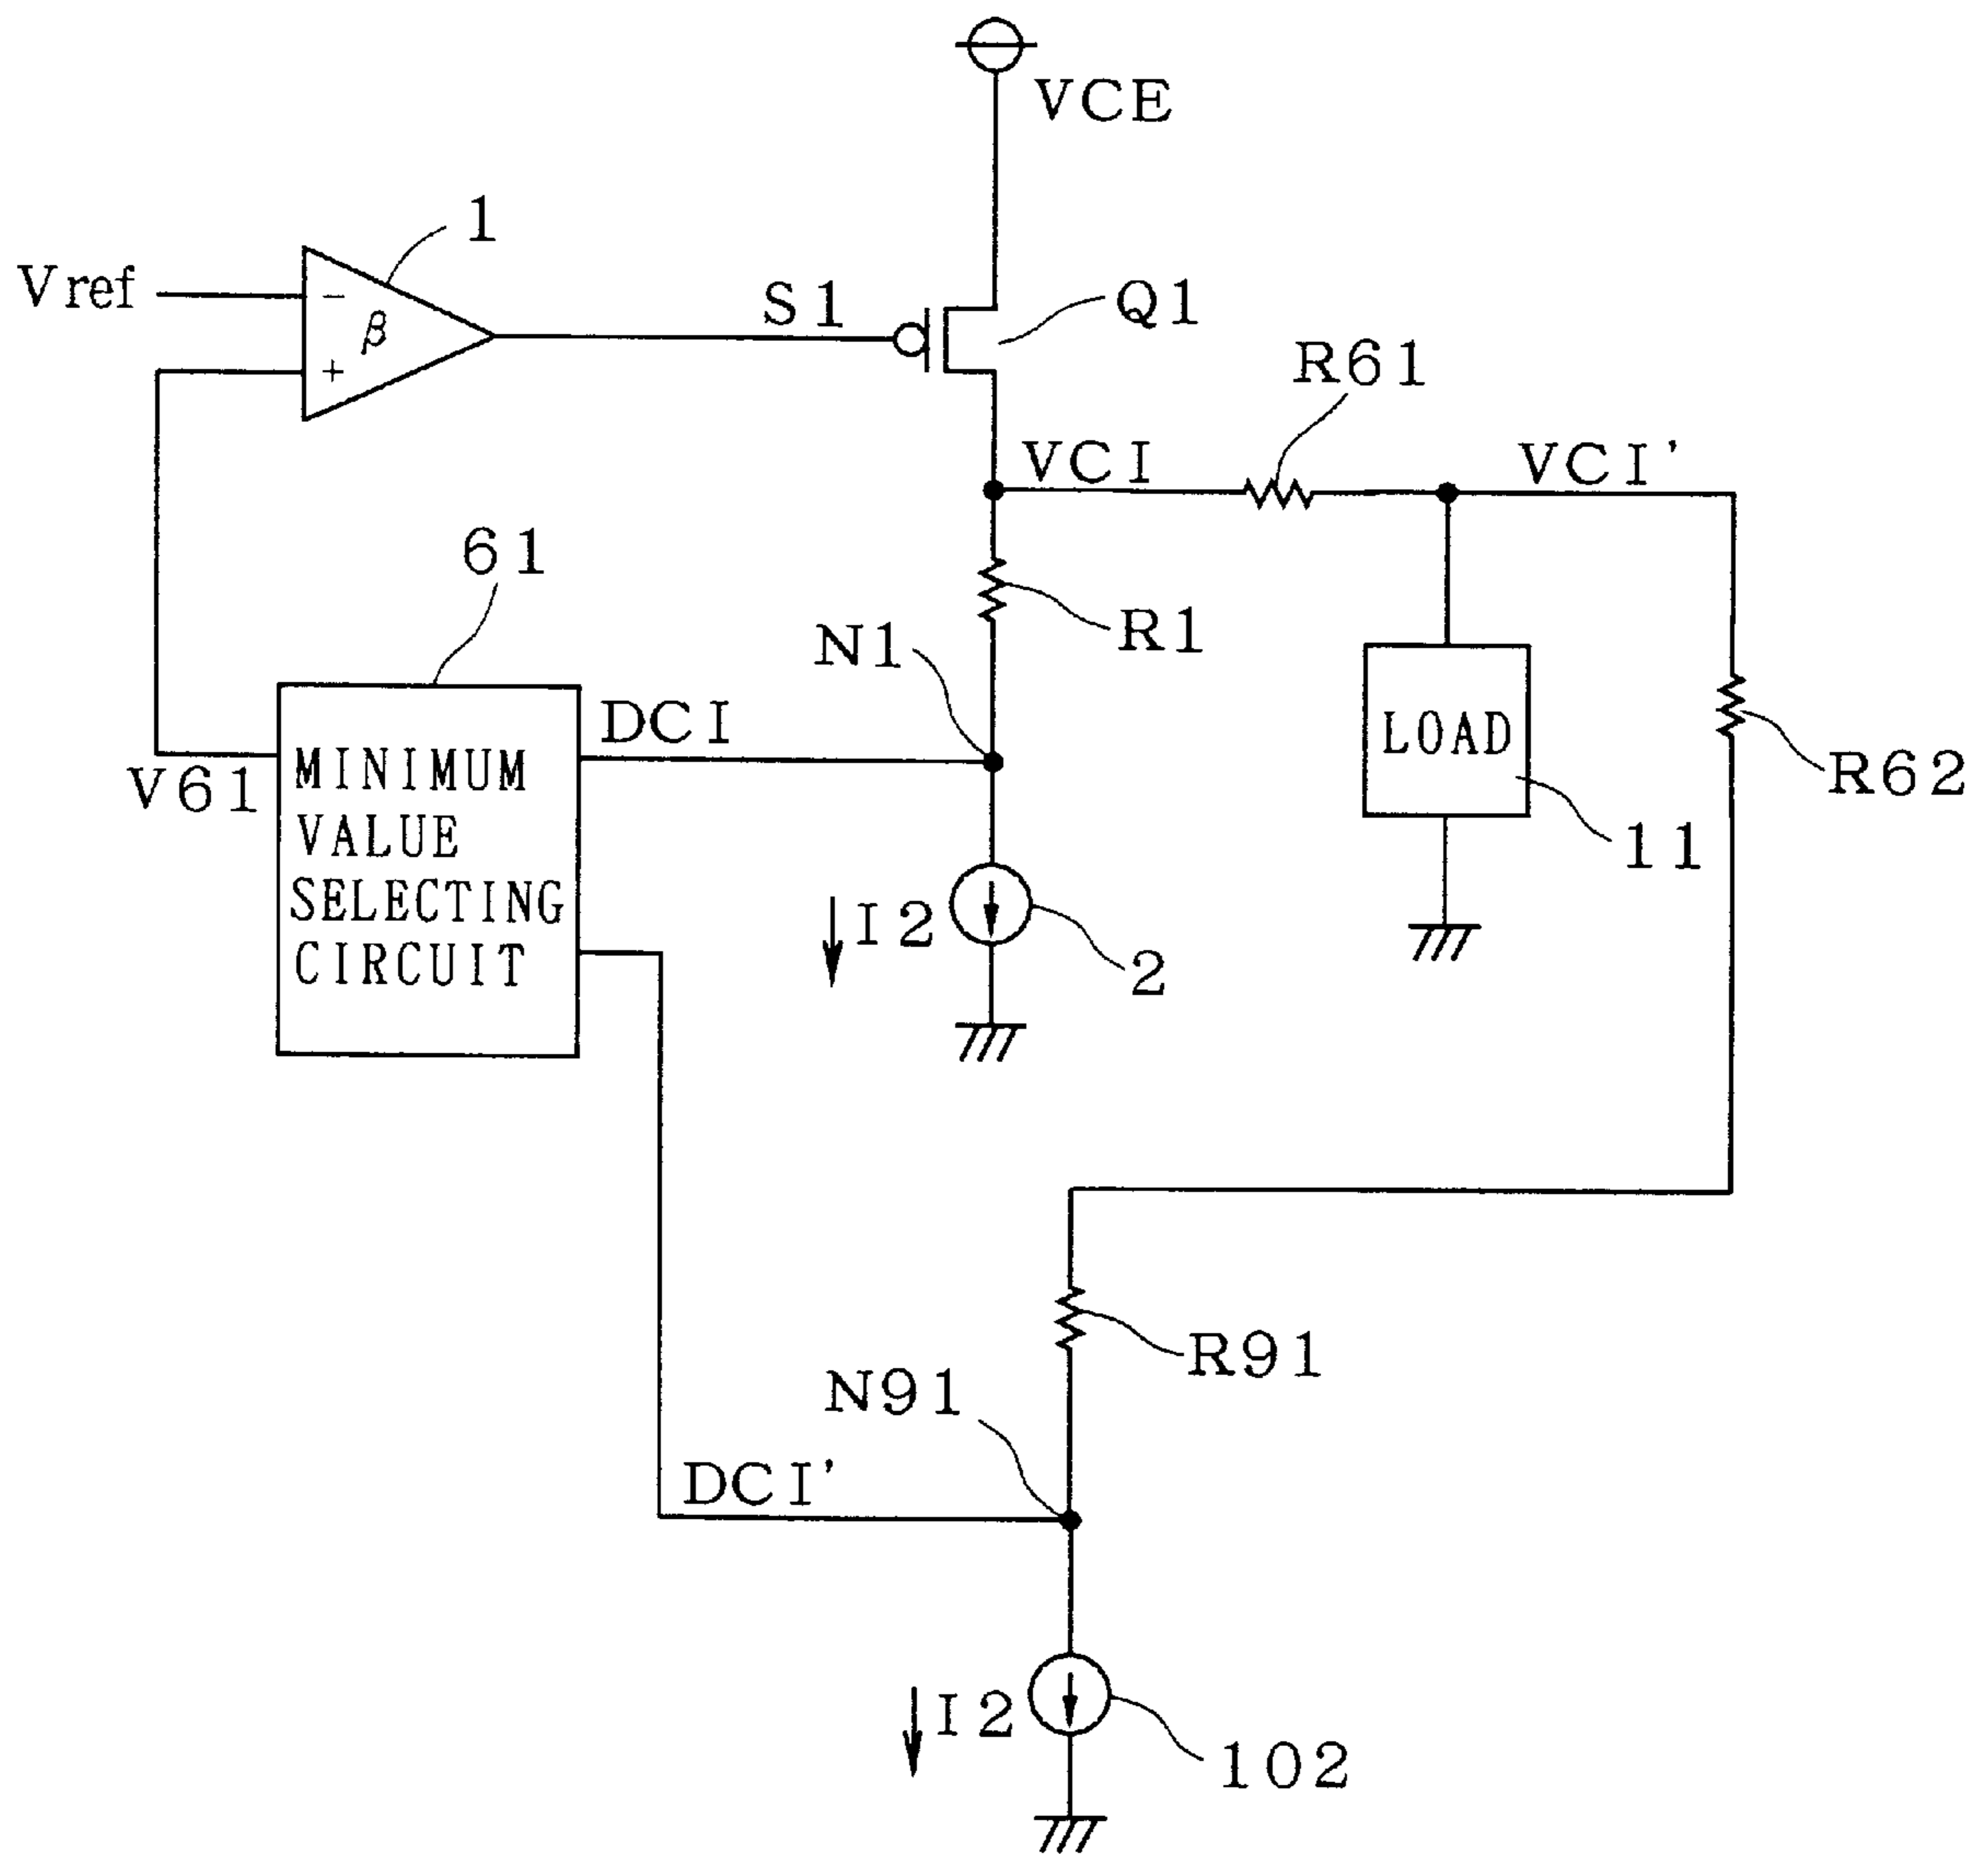 VCE
1
Vref
−
β
+
S1
Q1
R61
VCI
VCI'
61
R1
N1
DCI
LOAD
R62
V61
MINIMUM
VALUE
SELECTING
CIRCUIT
11
I2
2
R91
N91
DCI'
I2
102